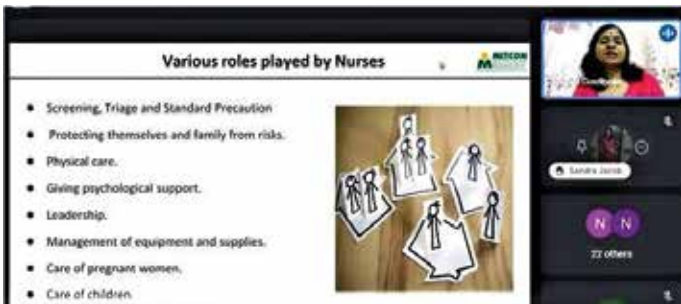 Various roles played by Nurses
MITCON
Screening, Triage and Standard Precaution
Protecting themselves and family from risks.
Physical care.
Giving psychological support.
Leadership.
Management of equipment and supplies.
Care of pregnant women.
Care of children
Sandra Jacob
N N
22 others